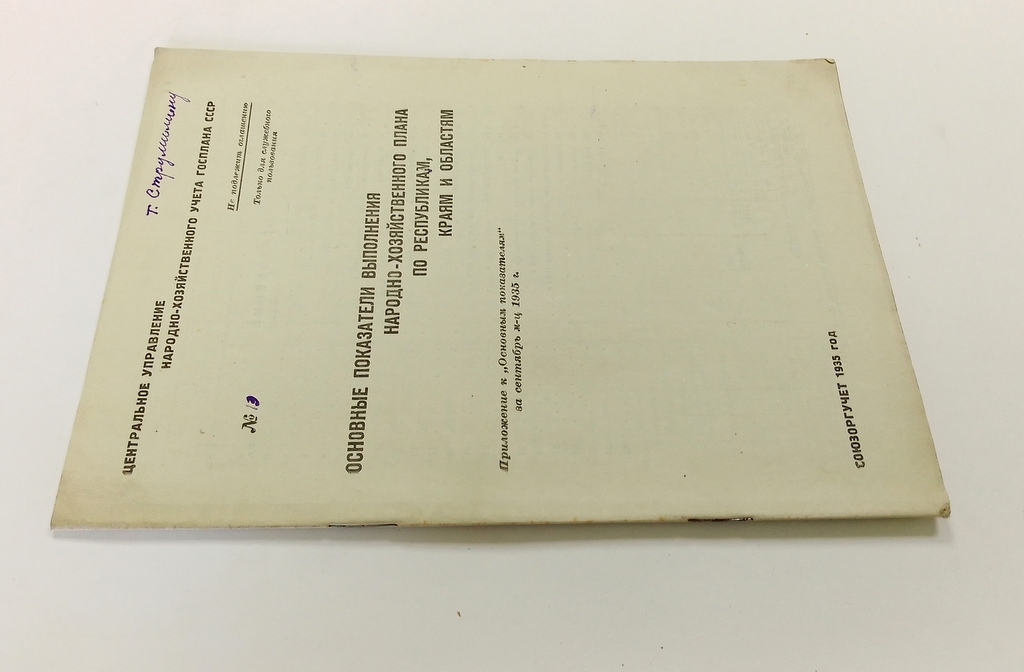 т. Струмилину
ЦЕНТРАЛЬНОЕ УПРАВЛЕНИЕ
НАРОДНО-ХОЗЯЙСТВЕННОГО УЧЕТА ГОСПЛАНА СССР
Не подлежит оглашению
Только для служебного
пользования
№ 13
ОСНОВНЫЕ ПОКАЗАТЕЛИ ВЫПОЛНЕНИЯ
НАРОДНО-ХОЗЯЙСТВЕННОГО ПЛАНА
ПО РЕСПУБЛИКАМ,
КРАЯМ И ОБЛАСТЯМ
Приложение к „Основным показателям“
за сентябрь м-ц 1935 г.
СОЮЗОРГУЧЕТ 1935 ГОД